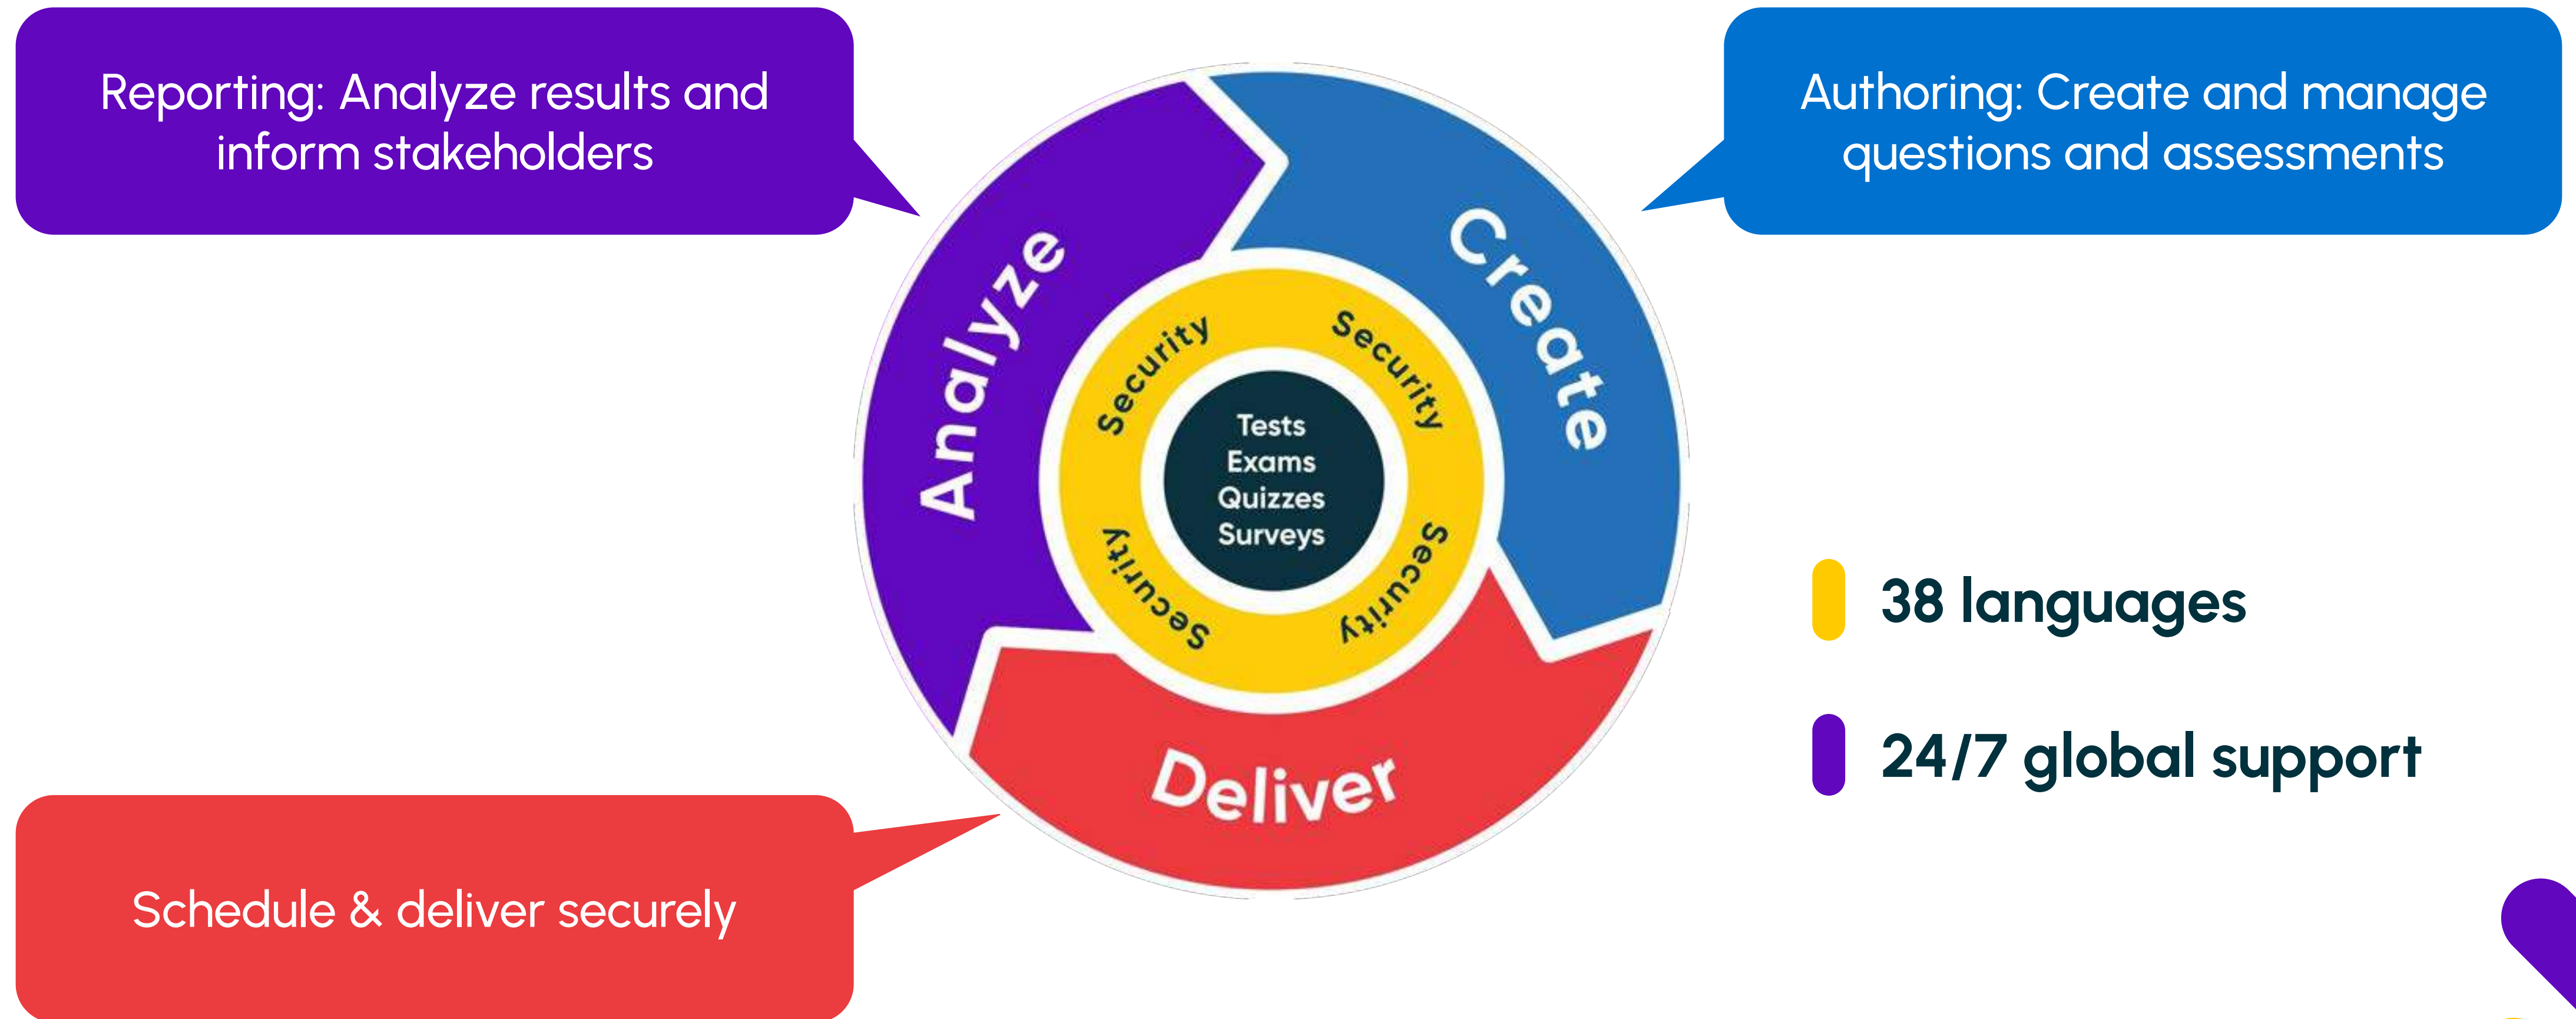 Reporting: Analyze results and
inform stakeholders
Authoring: Create and manage
questions and assessments
Analyze
Create
Security
Security
Tests
Exams
Quizzes
Surveys
Security
Security
Deliver
38 languages
24/7 global support
Schedule & deliver securely